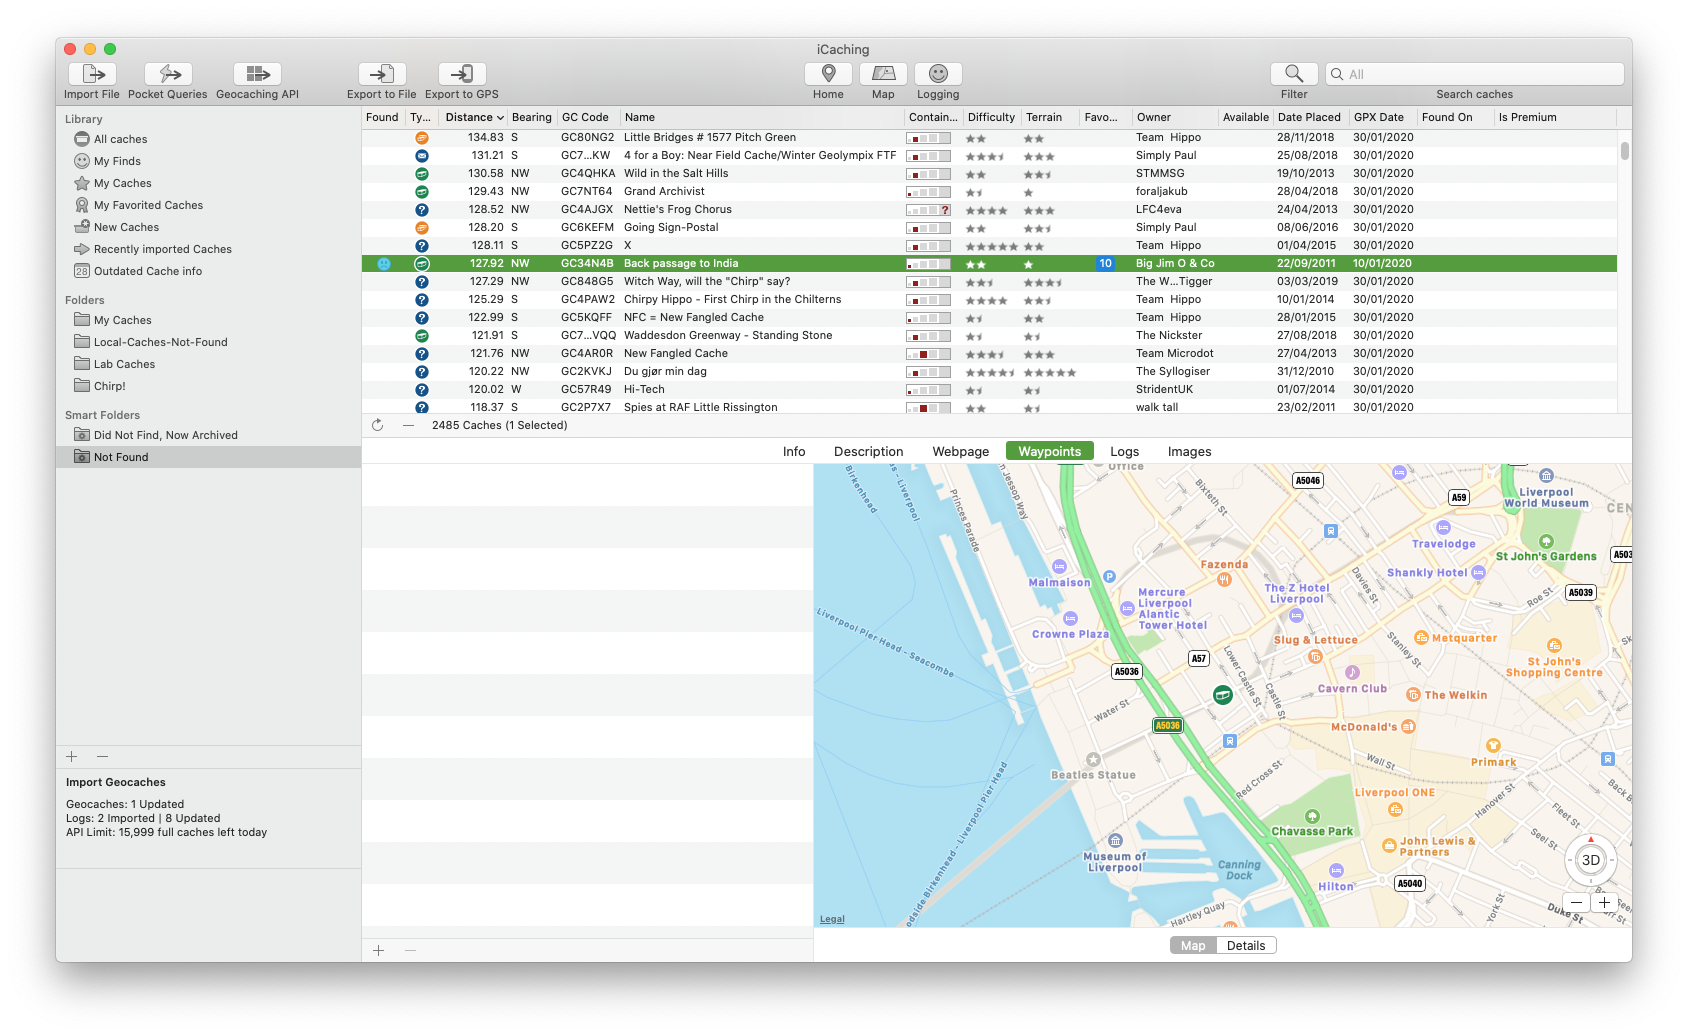 iCaching
Import File
Pocket Queries
Geocaching API
Export to File
Export to GPS
Home
Map
Logging
Filter
All
Search caches
Library
All caches
My Finds
My Caches
My Favorited Caches
New Caches
Recently imported Caches
28 Outdated Cache info
Folders
My Caches
Local-Caches-Not-Found
Lab Caches
Chirp!
Smart Folders
Did Not Find, Now Archived
Not Found
Import Geocaches
Geocaches: 1 Updated
Logs: 2 Imported | 8 Updated
API Limit: 15,999 full caches left today
Found Ty... Distance Bearing GC Code Name Contain... Difficulty Terrain Favo... Owner Available Date Placed GPX Date Found On Is Premium
134.83 S GC80NG2 Little Bridges # 1577 Pitch Green Team Hippo 28/11/2018 30/01/2020
131.21 S GC7...KW 4 for a Boy: Near Field Cache/Winter Geolympix FTF Simply Paul 25/08/2018 30/01/2020
130.58 NW GC4QHKA Wild in the Salt Hills STMMSG 19/10/2013 30/01/2020
129.43 NW GC7NT64 Grand Archivist foraljakub 28/04/2018 30/01/2020
? 128.52 NW GC4AJGX Nettie's Frog Chorus ? LFC4eva 24/04/2013 30/01/2020
128.20 S GC6KEFM Going Sign-Postal Simply Paul 08/06/2016 30/01/2020
? 128.11 S GC5PZ2G X Team Hippo 01/04/2015 30/01/2020
127.92 NW GC34N4B Back passage to India 10 Big Jim O & Co 22/09/2011 10/01/2020
? 127.29 NW GC848G5 Witch Way, will the "Chirp" say? The W...Tigger 03/03/2019 30/01/2020
? 125.29 S GC4PAW2 Chirpy Hippo - First Chirp in the Chilterns Team Hippo 10/01/2014 30/01/2020
? 122.99 S GC5KQFF NFC = New Fangled Cache Team Hippo 28/01/2015 30/01/2020
121.91 S GC7...VQQ Waddesdon Greenway - Standing Stone The Nickster 27/08/2018 30/01/2020
? 121.76 NW GC4AR0R New Fangled Cache Team Microdot 27/04/2013 30/01/2020
? 120.22 NW GC2KVKJ Du gjør min dag The Syllogiser 31/12/2010 30/01/2020
? 120.02 W GC57R49 Hi-Tech StridentUK 01/07/2014 30/01/2020
? 118.37 S GC2P7X7 Spies at RAF Little Rissington walk tall 23/02/2011 30/01/2020
2485 Caches (1 Selected)
Info
Description
Webpage
Waypoints
Logs
Images
Office
Birkenhead
- Liverpool
Jessop Way
Princes Parade
Bixteth St
A5046
A59
Liverpool
World Museum
CEN
St John's Gardens
A503
Travelodge
Shankly Hotel
A5039
Roe St
Davies St
Fazenda
Malmaison
P
Mercure
Liverpool
Atlantic
Tower Hotel
The Z Hotel
Liverpool
Crowne Plaza
Liverpool Pier Head - Seacombe
Slug & Lettuce
Metquarter
Stanley St
St John's
Shopping Centre
A57
A5036
Lower Castle St
Castle St
Cavern Club
The Welkin
Water St
A5036
McDonald's
Primark
Beatles Statue
Wall St
Red Cross St
Liverpool ONE
Hanover St
Fleet St
Back B
Seel St
Chavasse Park
John Lewis &
Partners
Museum of
Liverpool
Canning
Dock
Hilton
A5040
3D
Birkenhead - Liverpool Pier Head
Hartley Quay
York St
Duke St
Legal
Map
Details